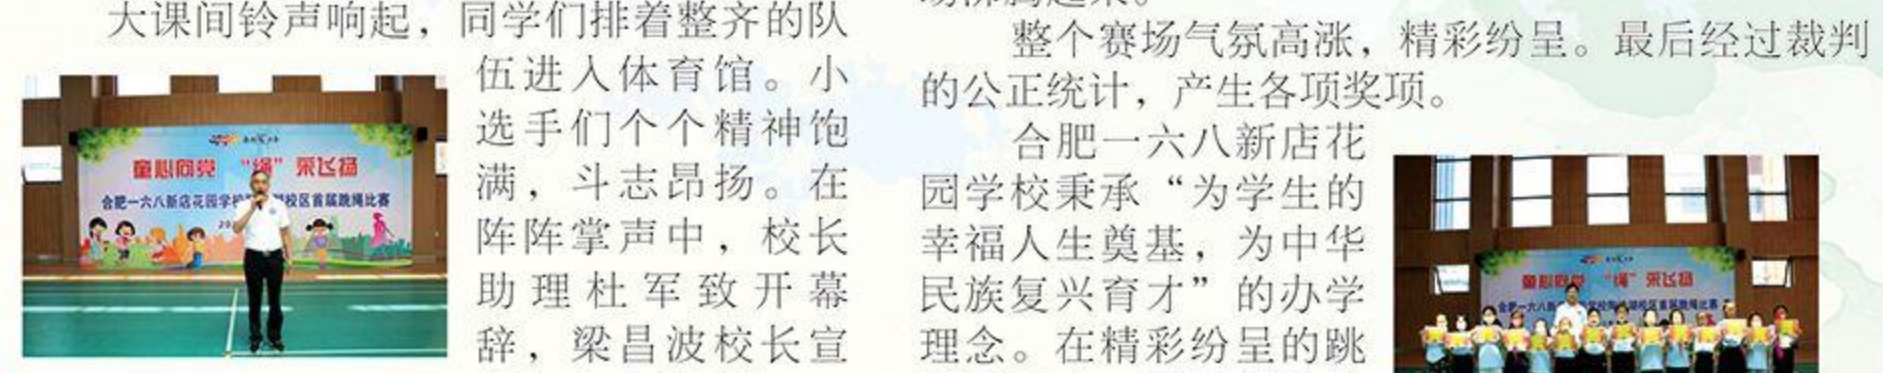 大课间铃声响起，同学们排着整齐的队
伍进入体育馆。小
选手们个个精神饱
满，斗志昂扬。在
阵阵掌声中，校长
助理杜军致开幕
辞，梁昌波校长宣
童心向党 “绳”采飞扬
合肥一六八新店花园学校
校区首届跳绳比赛
整个赛场气氛高涨，精彩纷呈。最后经过裁判
的公正统计，产生各项奖项。
合肥一六八新店花
园学校秉承“为学生的
幸福人生奠基，为中华
民族复兴育才”的办学
理念。在精彩纷呈的跳
童心向党 “绳”采飞扬
校区首届跳绳比赛